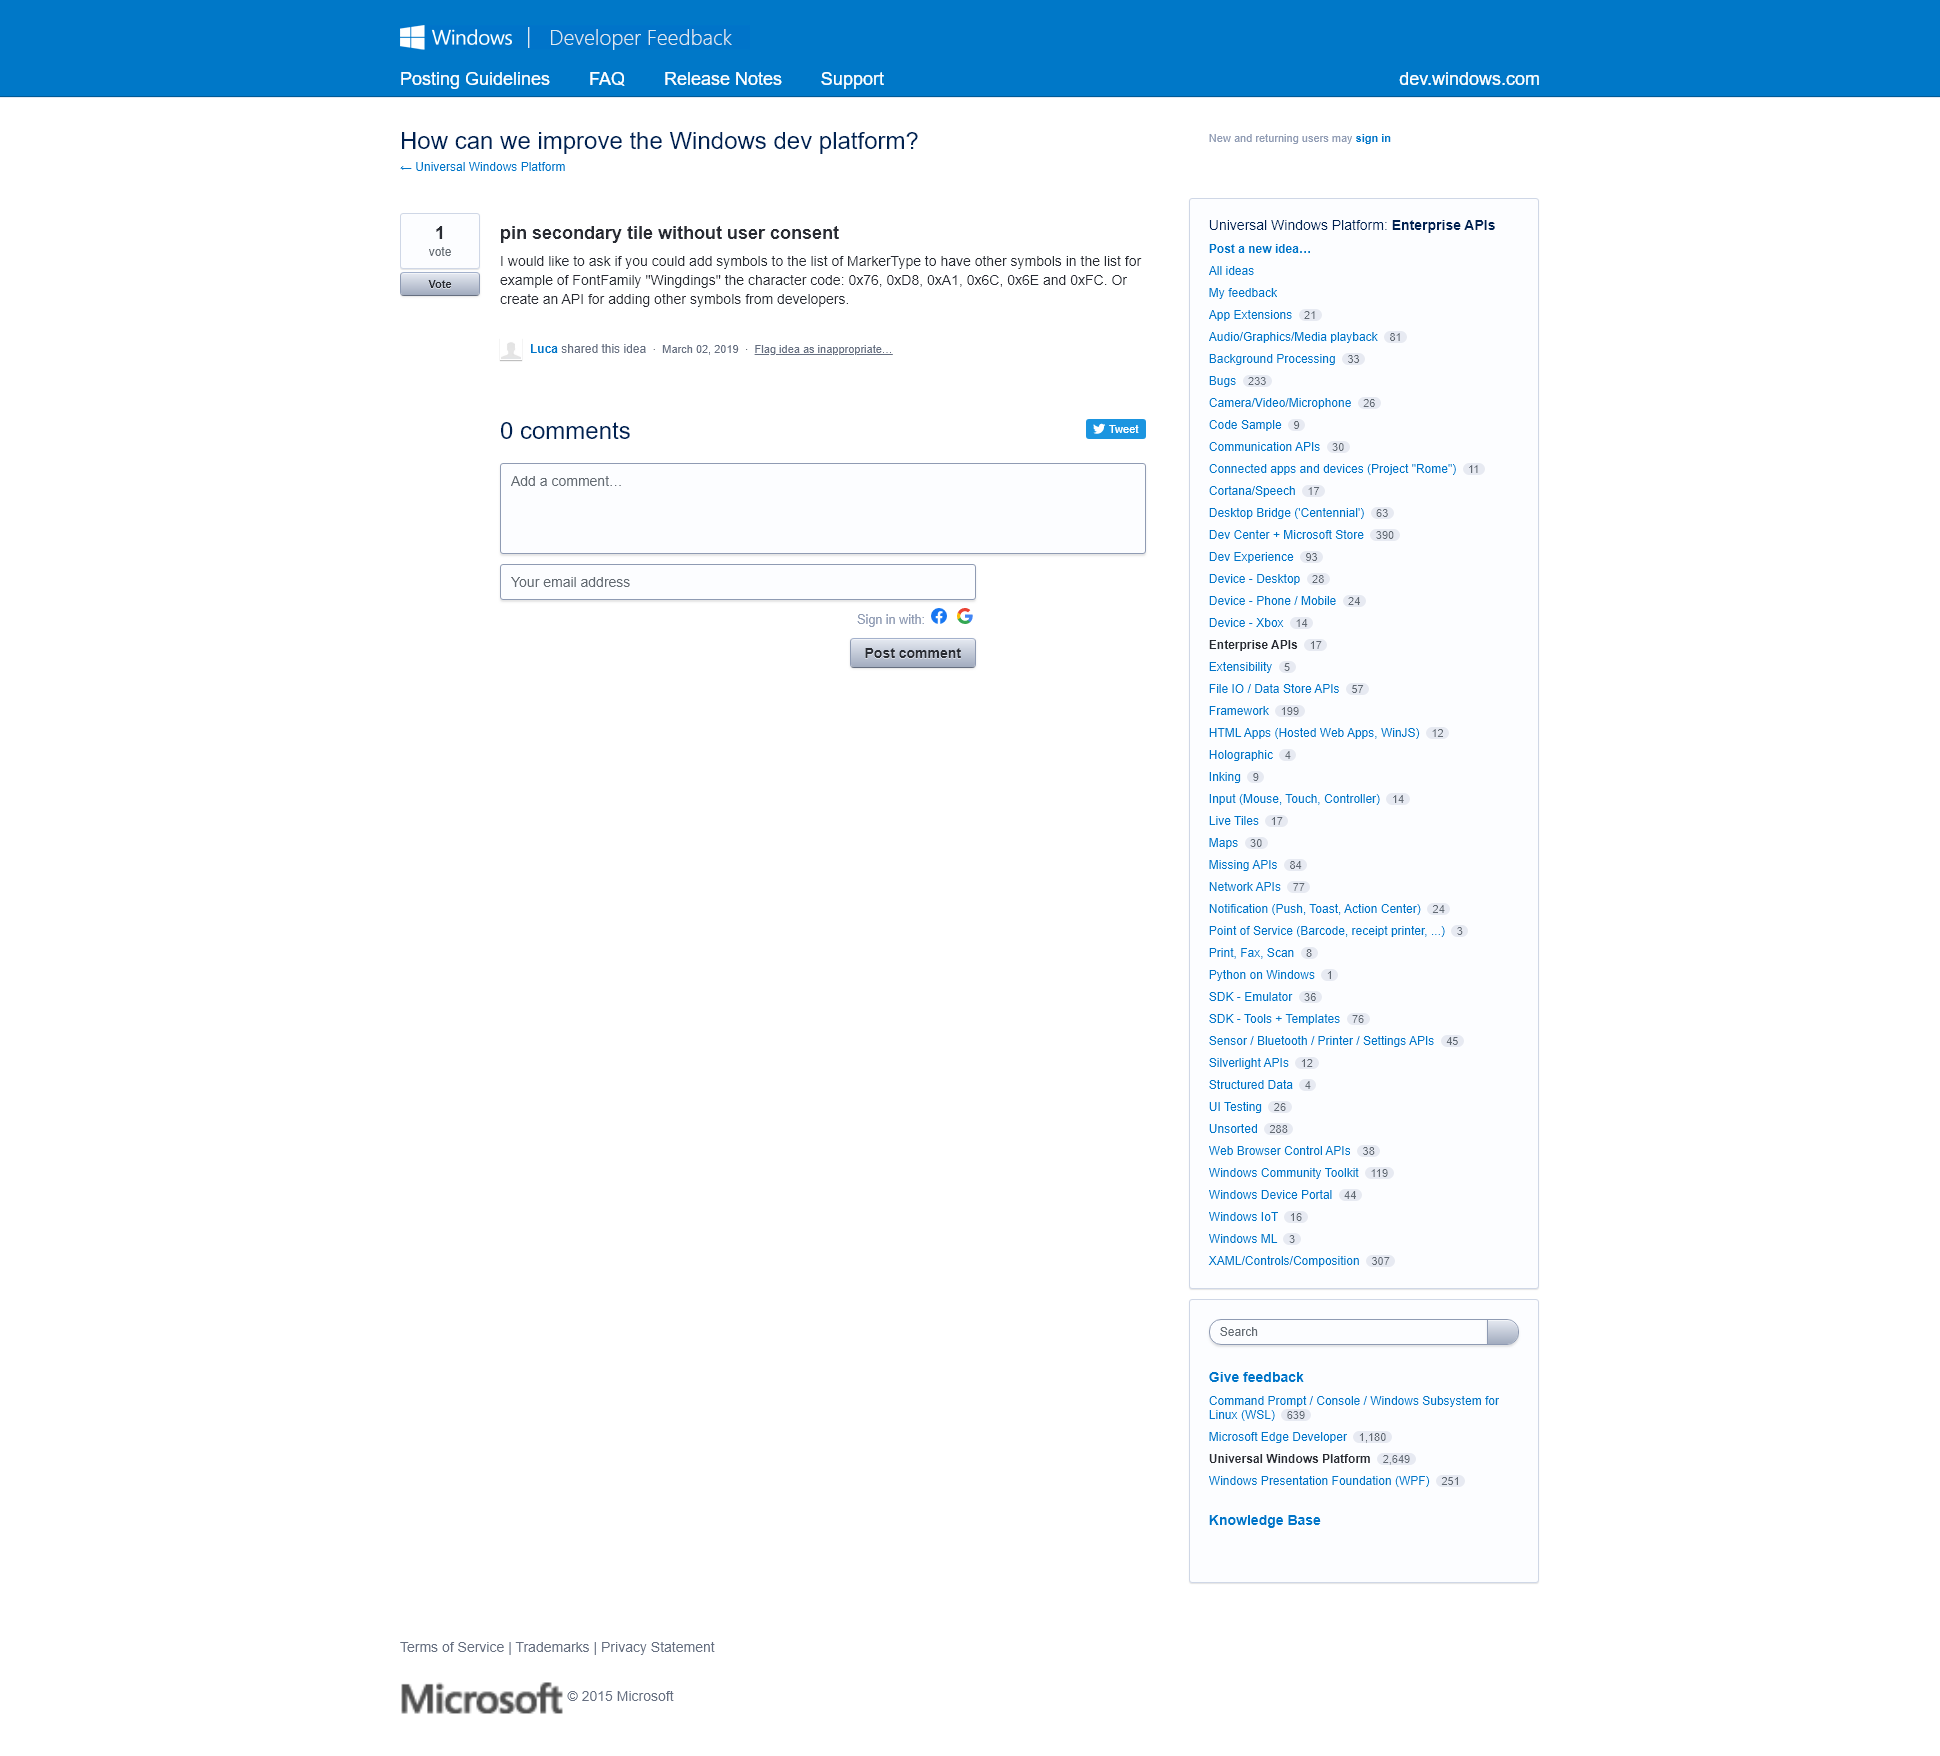 Windows | Developer Feedback
Posting Guidelines FAQ Release Notes Support dev.windows.com
How can we improve the Windows dev platform?
← Universal Windows Platform
New and returning users may sign in
1
vote
Vote
pin secondary tile without user consent
I would like to ask if you could add symbols to the list of MarkerType to have other symbols in the list for
example of FontFamily "Wingdings" the character code: 0x76, 0xD8, 0xA1, 0x6C, 0x6E and 0xFC. Or
create an API for adding other symbols from developers.
Luca shared this idea · March 02, 2019 · Flag idea as inappropriate…
0 comments
Tweet
Add a comment…
Your email address
Sign in with:
Post comment
Universal Windows Platform: Enterprise APIs
Post a new idea…
All ideas
My feedback
App Extensions 21
Audio/Graphics/Media playback 81
Background Processing 33
Bugs 233
Camera/Video/Microphone 26
Code Sample 9
Communication APIs 30
Connected apps and devices (Project "Rome") 11
Cortana/Speech 17
Desktop Bridge ('Centennial') 63
Dev Center + Microsoft Store 390
Dev Experience 93
Device - Desktop 28
Device - Phone / Mobile 24
Device - Xbox 14
Enterprise APIs 17
Extensibility 5
File IO / Data Store APIs 57
Framework 199
HTML Apps (Hosted Web Apps, WinJS) 12
Holographic 4
Inking 9
Input (Mouse, Touch, Controller) 14
Live Tiles 17
Maps 30
Missing APIs 84
Network APIs 77
Notification (Push, Toast, Action Center) 24
Point of Service (Barcode, receipt printer, ...) 3
Print, Fax, Scan 8
Python on Windows 1
SDK - Emulator 36
SDK - Tools + Templates 76
Sensor / Bluetooth / Printer / Settings APIs 45
Silverlight APIs 12
Structured Data 4
UI Testing 26
Unsorted 288
Web Browser Control APIs 38
Windows Community Toolkit 119
Windows Device Portal 44
Windows IoT 16
Windows ML 3
XAML/Controls/Composition 307
Search
Give feedback
Command Prompt / Console / Windows Subsystem for
Linux (WSL) 639
Microsoft Edge Developer 1,180
Universal Windows Platform 2,649
Windows Presentation Foundation (WPF) 251
Knowledge Base
Terms of Service | Trademarks | Privacy Statement
Microsoft © 2015 Microsoft